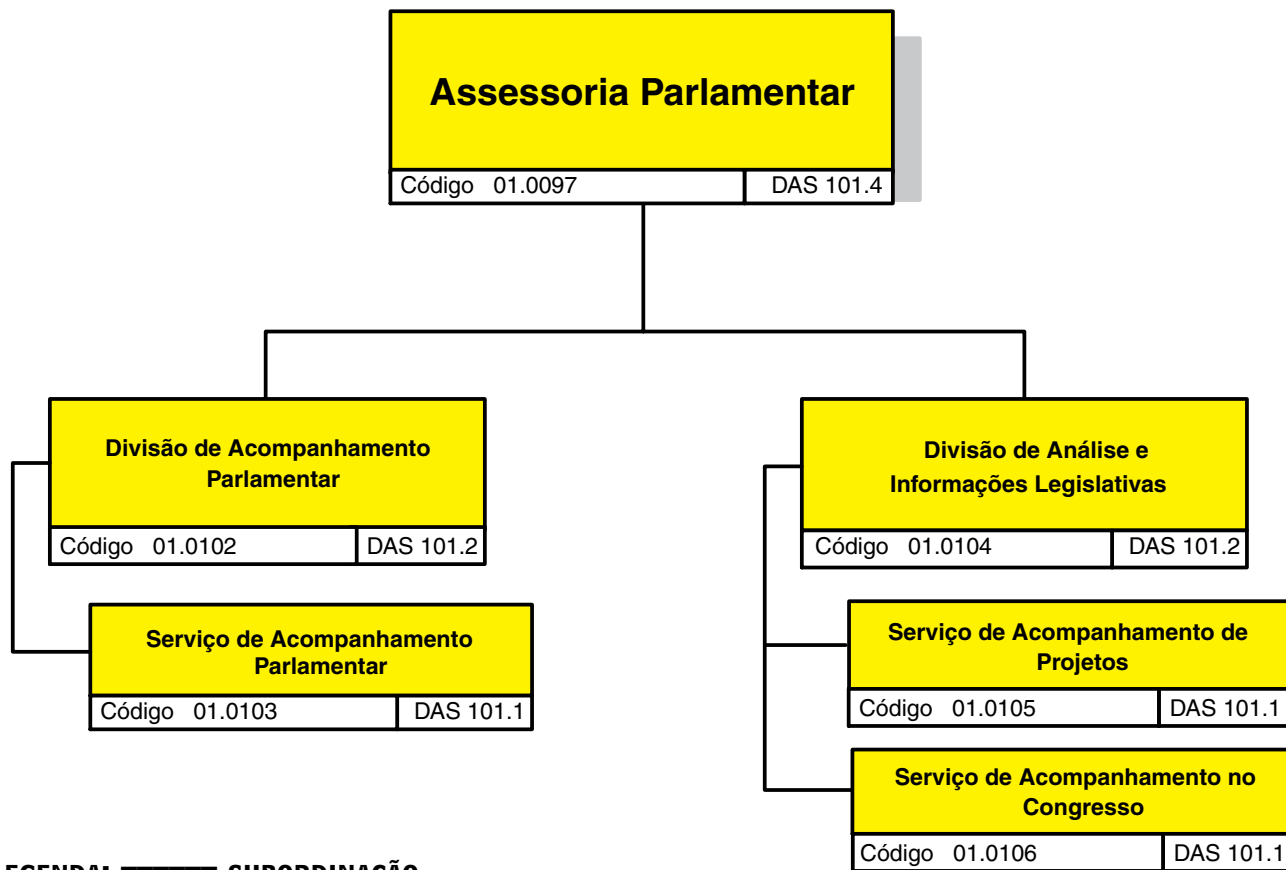 Assessoria Parlamentar
Código 01.0097 DAS 101.4
Divisão de Acompanhamento
Parlamentar
Código 01.0102 DAS 101.2
Serviço de Acompanhamento
Parlamentar
Código 01.0103 DAS 101.1
Divisão de Análise e
Informações Legislativas
Código 01.0104 DAS 101.2
Serviço de Acompanhamento de
Projetos
Código 01.0105 DAS 101.1
Serviço de Acompanhamento no
Congresso
Código 01.0106 DAS 101.1
EGENDA: SUBORDINAÇÃO